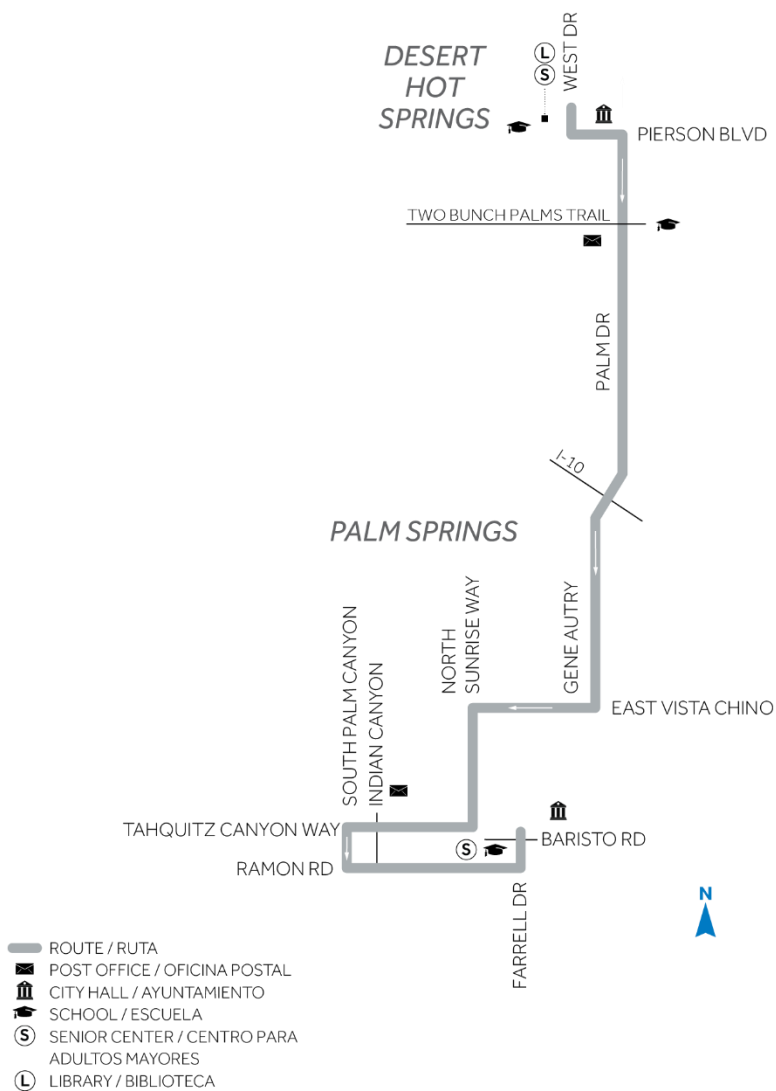 DESERT
HOT
SPRINGS
L
S
WEST DR
PIERSON BLVD
TWO BUNCH PALMS TRAIL
PALM DR
I-10
PALM SPRINGS
SOUTH PALM CANYON
INDIAN CANYON
NORTH
SUNRISE WAY
GENE AUTRY
EAST VISTA CHINO
TAHQUITZ CANYON WAY
BARISTO RD
S
RAMON RD
FARRELL DR
N
ROUTE / RUTA
POST OFFICE / OFICINA POSTAL
CITY HALL / AYUNTAMIENTO
SCHOOL / ESCUELA
S SENIOR CENTER / CENTRO PARA
ADULTOS MAYORES
L LIBRARY / BIBLIOTECA